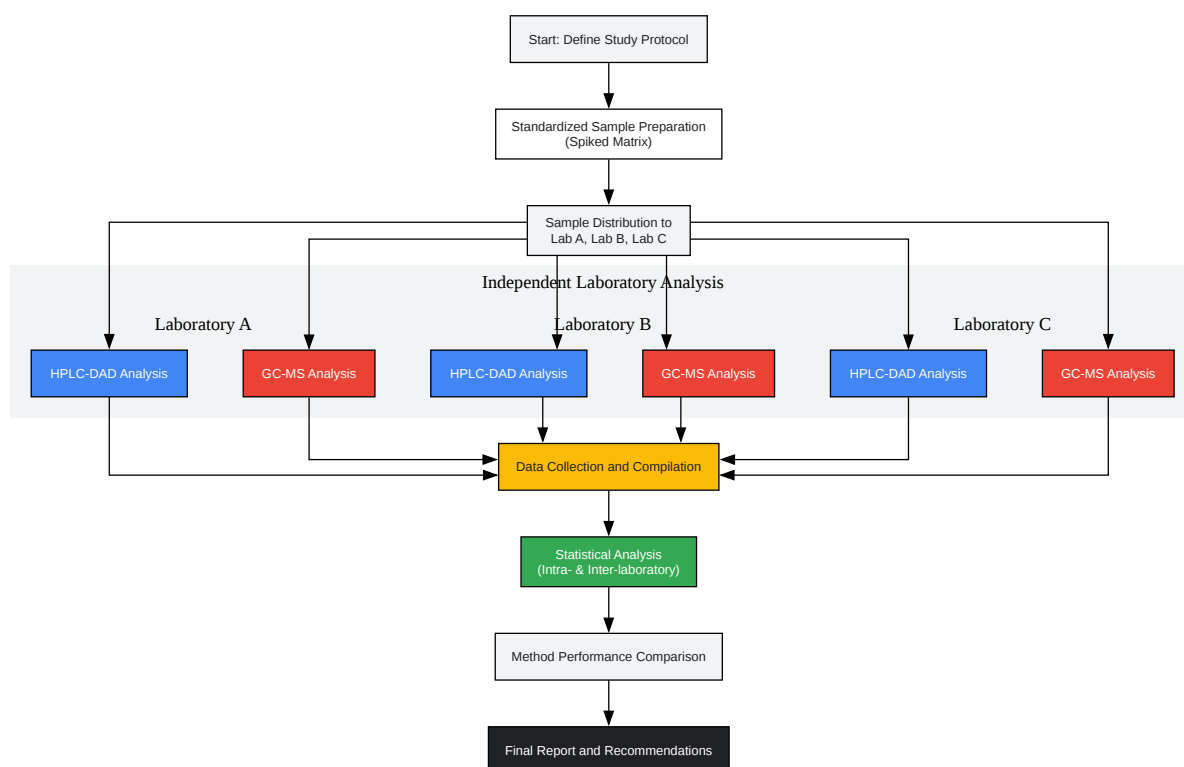 Start: Define Study Protocol
Standardized Sample Preparation
(Spiked Matrix)
Sample Distribution to
Lab A, Lab B, Lab C
Independent Laboratory Analysis
Laboratory A
Laboratory B
Laboratory C
HPLC-DAD Analysis
GC-MS Analysis
HPLC-DAD Analysis
GC-MS Analysis
HPLC-DAD Analysis
GC-MS Analysis
Data Collection and Compilation
Statistical Analysis
(Intra- & Inter-laboratory)
Method Performance Comparison
Final Report and Recommendations